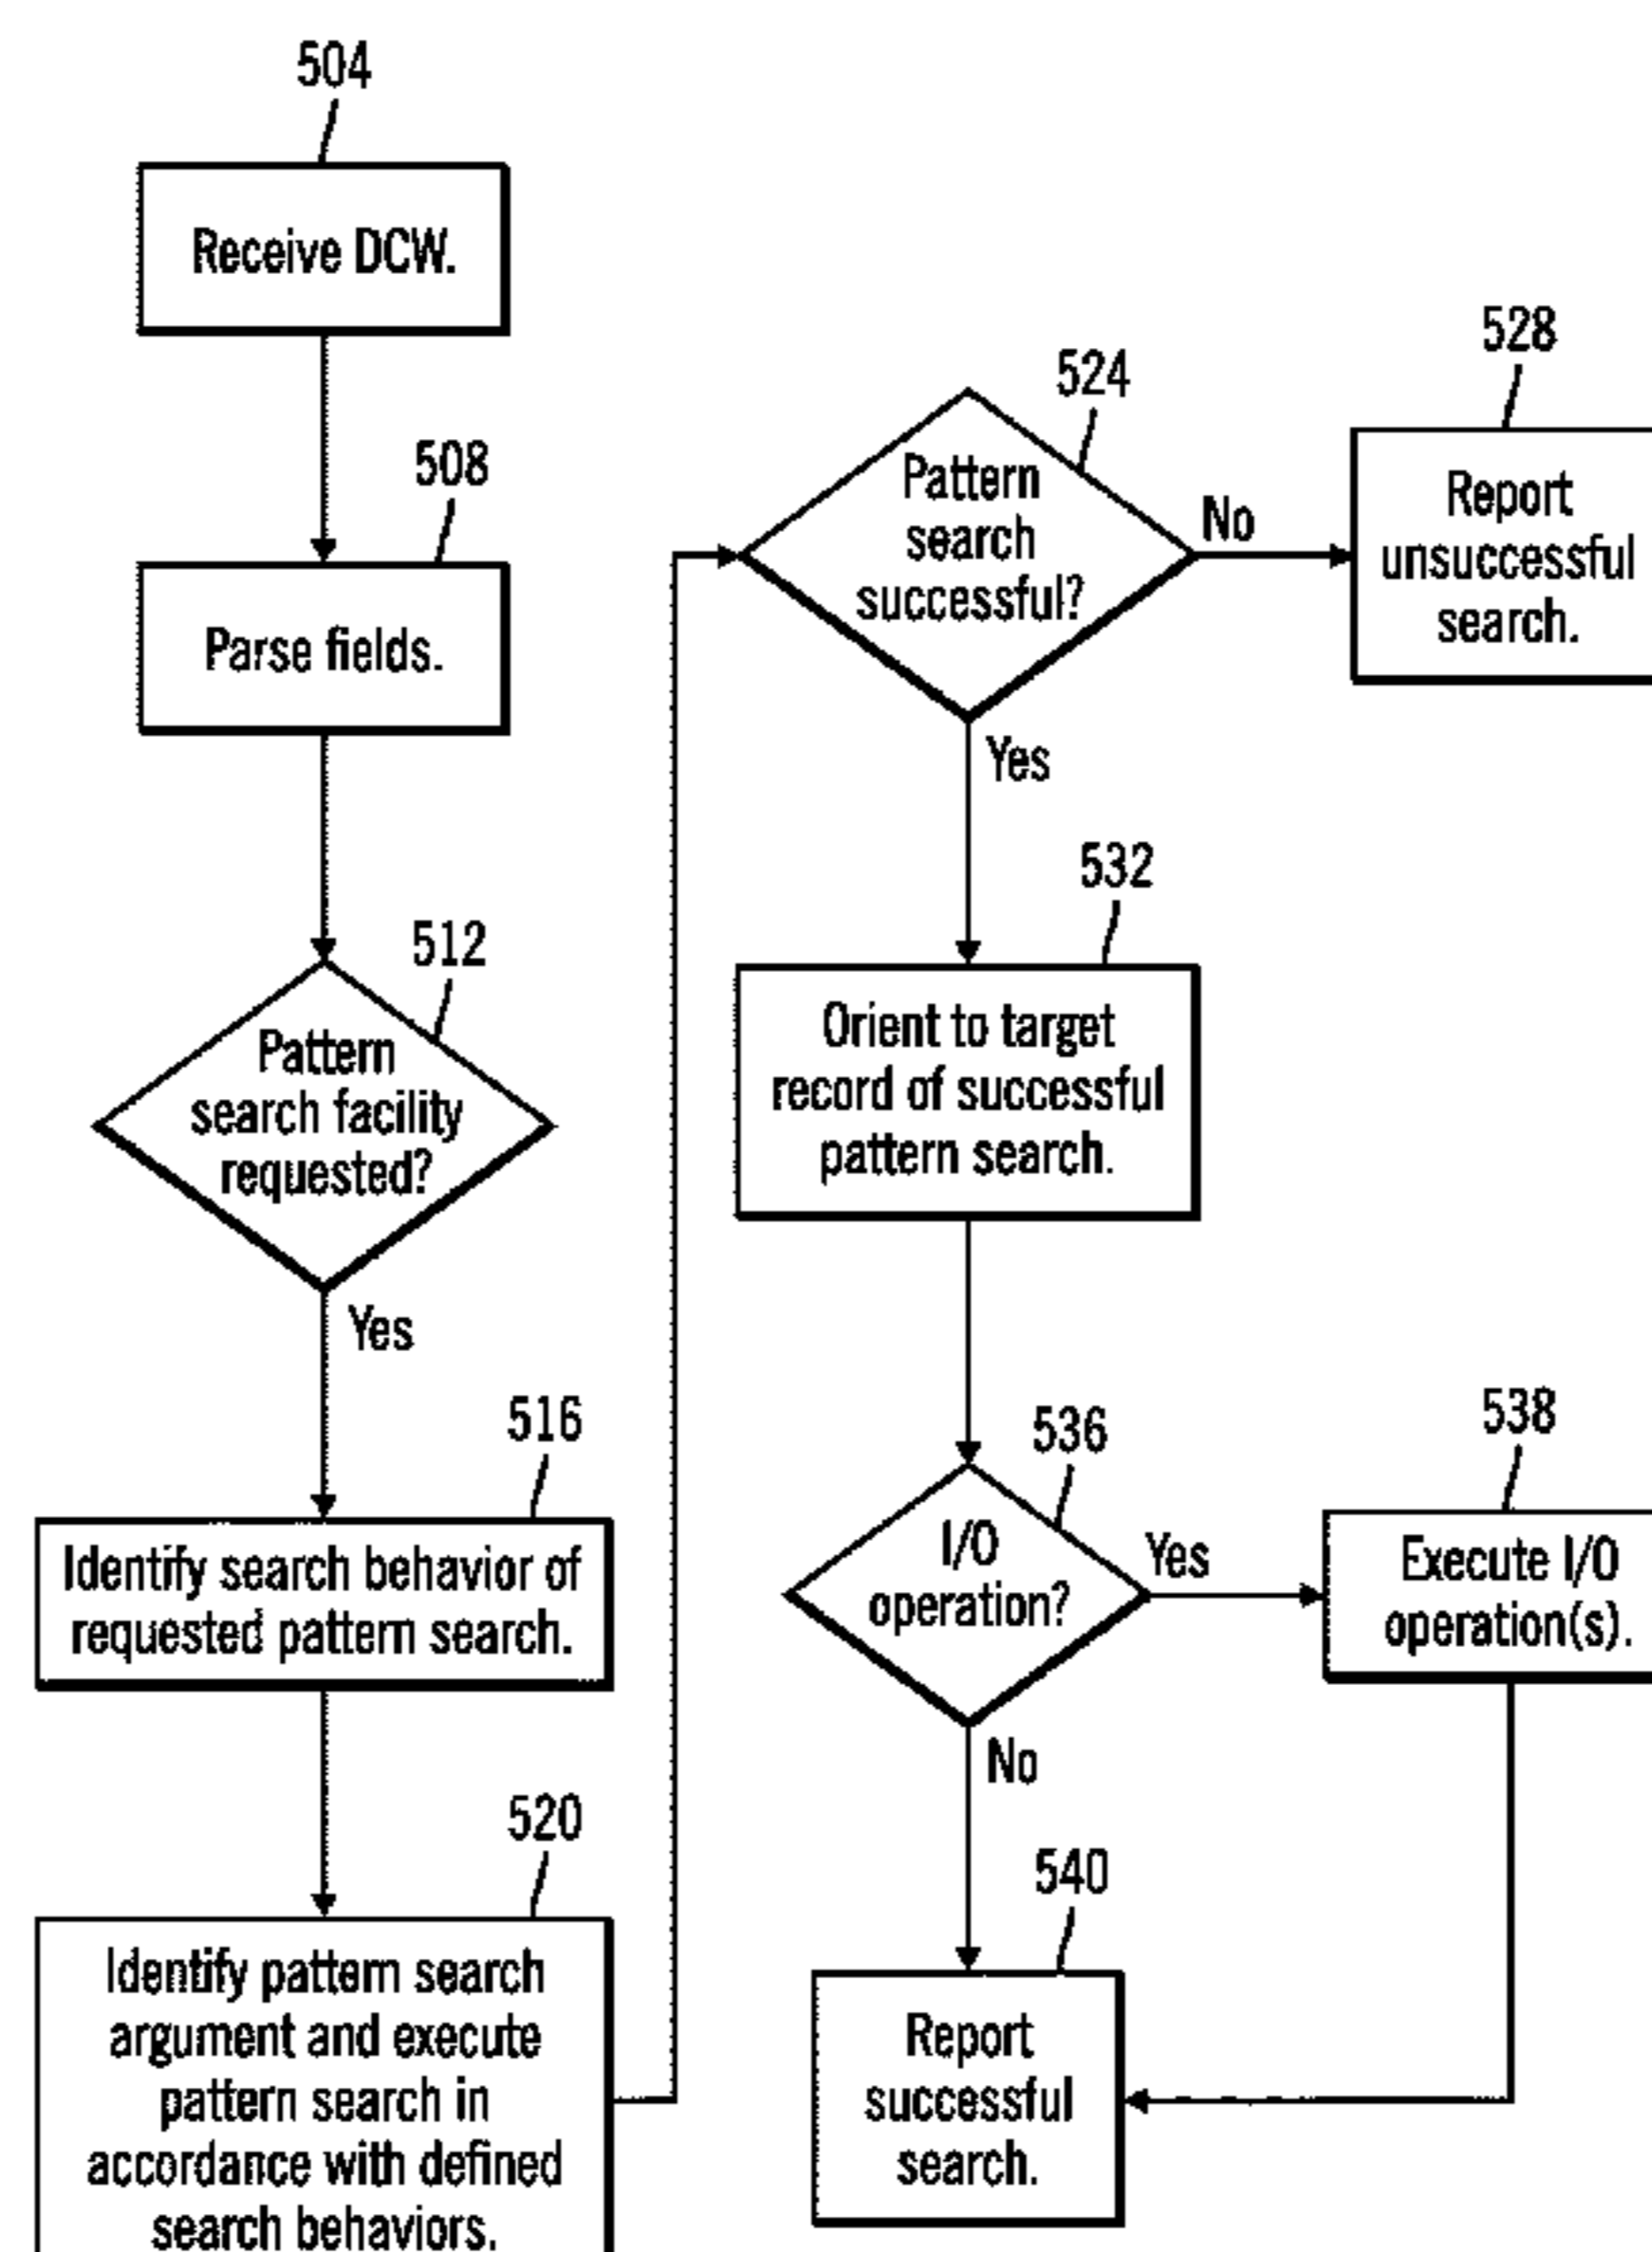 504
Receive DCW.
508
Parse fields.
512
Pattern
search facility
requested?
Yes
516
Identify search behavior of
requested pattern search.
520
Identify pattern search
argument and execute
pattern search in
accordance with defined
search behaviors.
524
Pattern
search
successful?
No
Yes
528
Report
unsuccessful
search.
532
Orient to target
record of successful
pattern search.
536
I/O
operation?
Yes
No
538
Execute I/O
operation(s).
540
Report
successful
search.